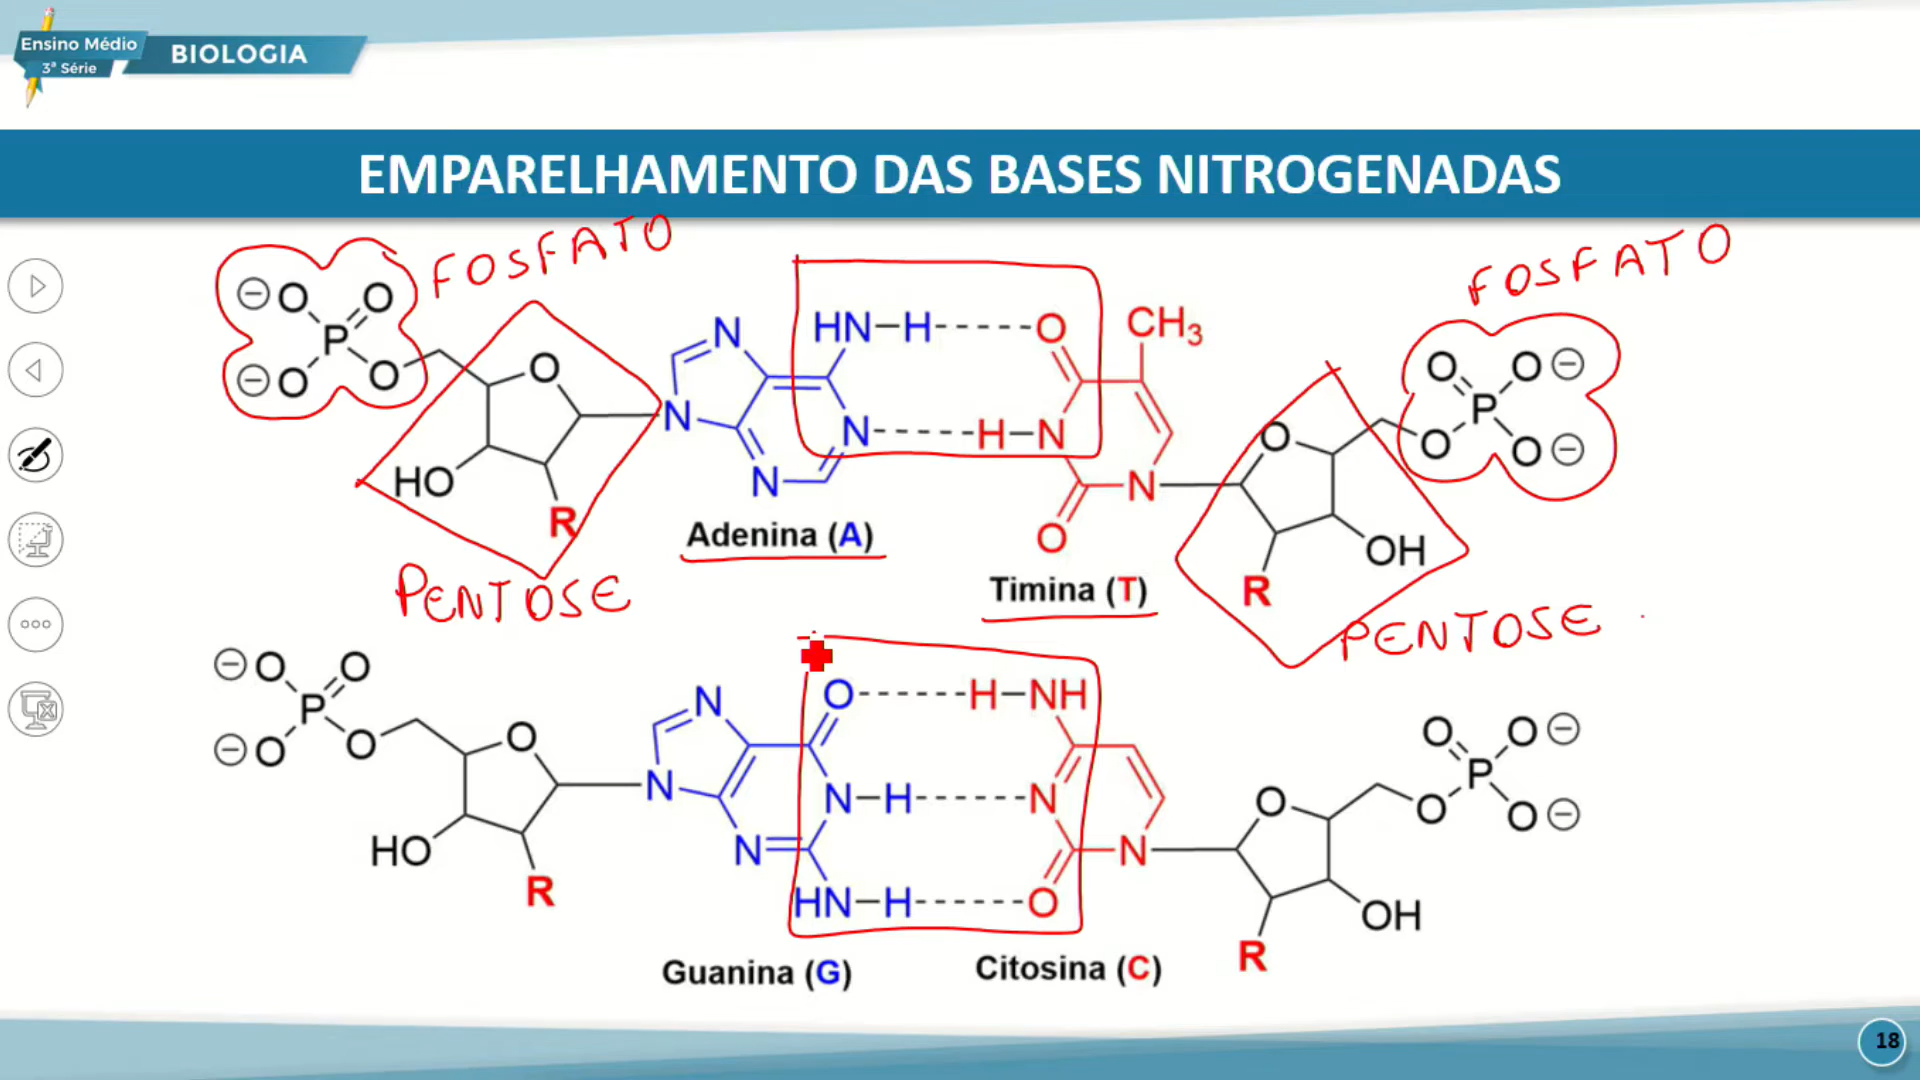 Ensino Médio
3ª Série
BIOLOGIA
EMPARELHAMENTO DAS BASES NITROGENADAS
FOSFATO
FOSFATO
⊖ O O
P
⊖ O O
O
HO
R
N
N
N
N
HN–H
O
CH₃
H–N
N
O
O
O P O ⊖
O O ⊖
OH
R
Adenina (A)
Timina (T)
PENTOSE
PENTOSE
⊖ O O
P
⊖ O O
O
HO
R
N
N
N
O
N–H
HN–H
H–NH
N
O
N
O
O O ⊖
P
O O ⊖
OH
R
Guanina (G)
Citosina (C)
18